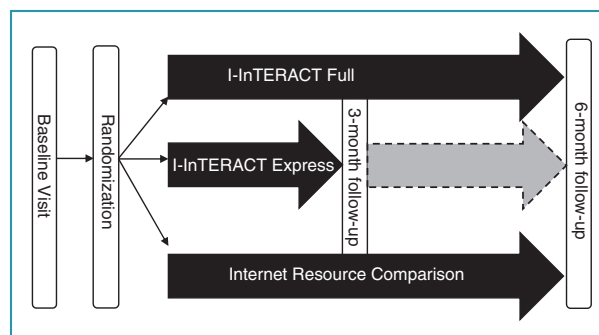 Baseline Visit
Randomization
I-InTERACT Full
I-InTERACT Express
3-month follow-up
Internet Resource Comparison
6-month follow-up